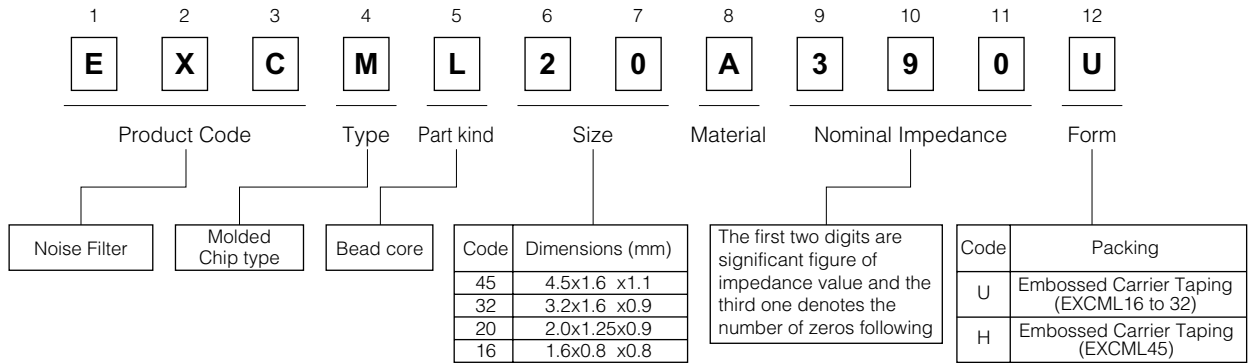 1 2 3 4 5 6 7 8 9 10 11 12
E X C M L 2 0 A 3 9 0 U
Product Code Type Part kind Size Material Nominal Impedance Form
Noise Filter
Molded
Chip type
Bead core
Code Dimensions (mm)
45 4.5x1.6 x1.1
32 3.2x1.6 x0.9
20 2.0x1.25x0.9
16 1.6x0.8 x0.8
The first two digits are
significant figure of
impedance value and the
third one denotes the
number of zeros following
Code Packing
U Embossed Carrier Taping
(EXCML16 to 32)
H Embossed Carrier Taping
(EXCML45)